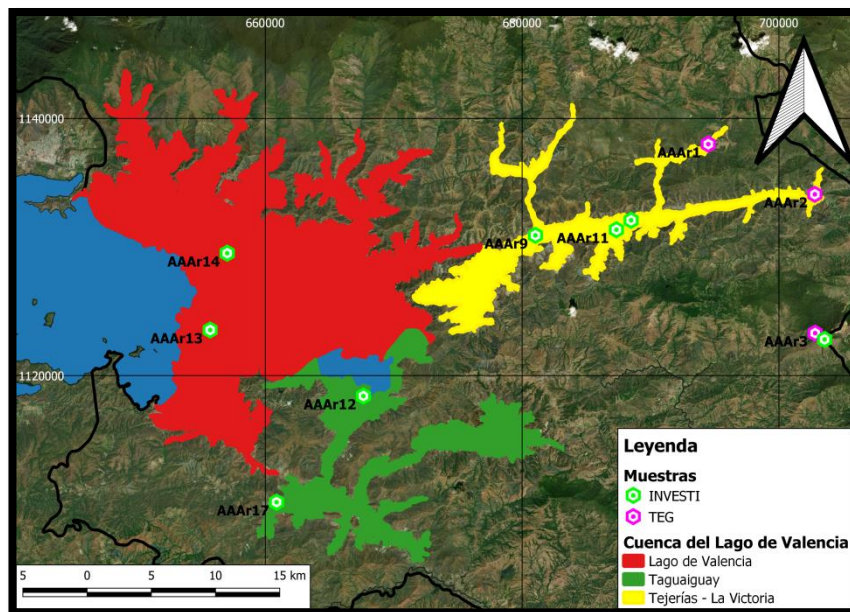 660000 680000 700000
1140000
1120000
AAAr1
AAAr2
AAAr9
AAAr11
AAAr14
AAAr13
AAAr3
AAAr12
AAAr17
Leyenda
Muestras
INVESTI
TEG
Cuenca del Lago de Valencia
Lago de Valencia
Taguaiguay
Tejerías - La Victoria
5 0 5 10 15 km